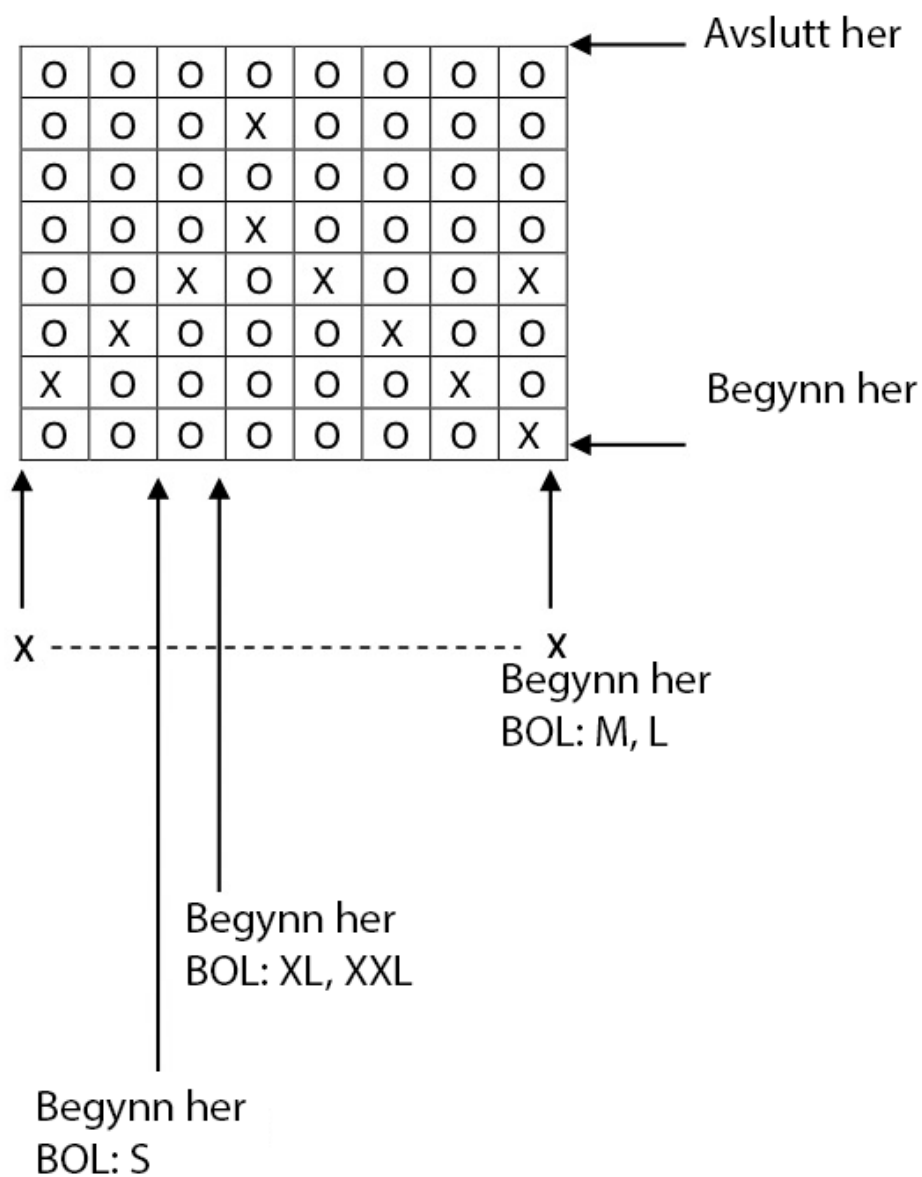 Avslutt her
O O O O O O O O
O O O X O O O O
O O O O O O O O
O O O X O O O O
O O X O X O O X
O X O O O X O O
X O O O O O X O
Begynn her
O O O O O O O X
X X
Begynn her
BOL: M, L
Begynn her
BOL: XL, XXL
Begynn her
BOL: S